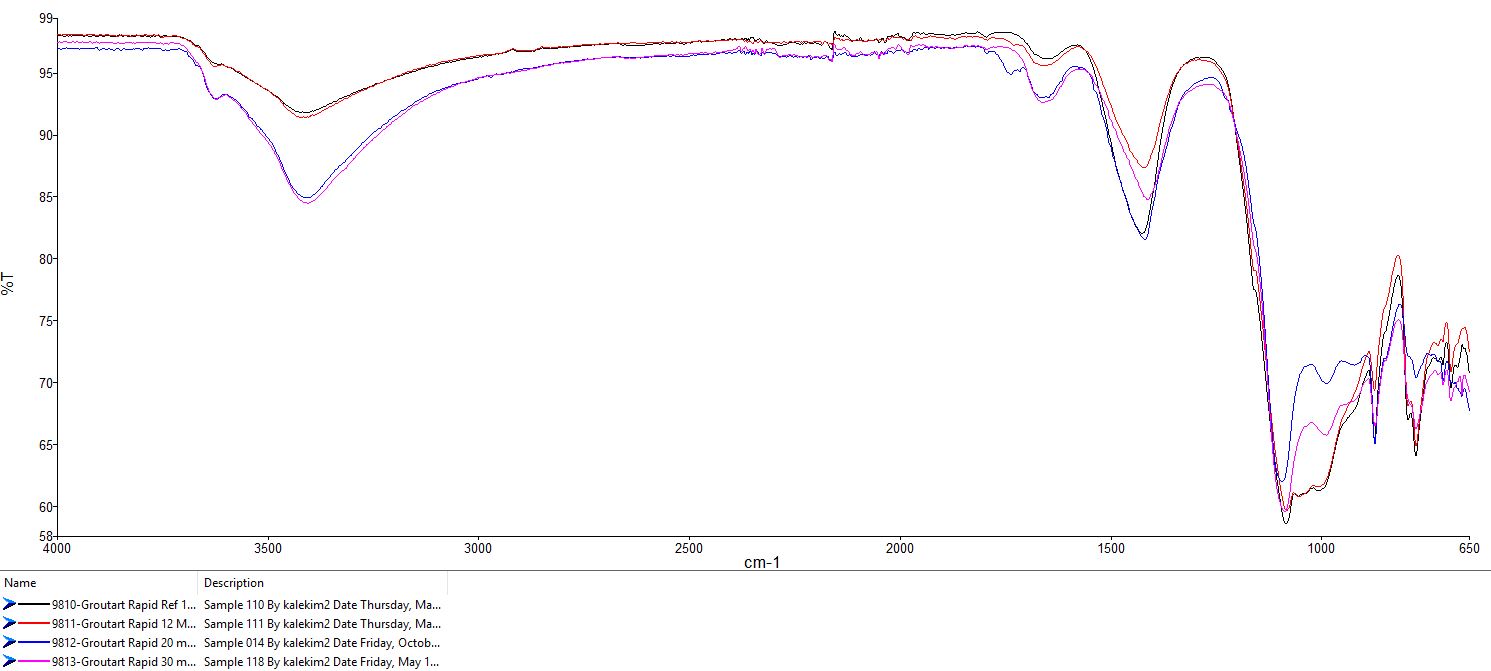 99
95
90
85
80
75
70
65
60
58
%T
4000 3500 3000 2500 2000 1500 1000 650
cm-1
Name Description
9810-Groutart Rapid Ref 1... Sample 110 By kalekim2 Date Thursday, Ma...
9811-Groutart Rapid 12 M... Sample 111 By kalekim2 Date Thursday, Ma...
9812-Groutart Rapid 20 m... Sample 014 By kalekim2 Date Friday, Octob...
9813-Groutart Rapid 30 m... Sample 118 By kalekim2 Date Friday, May 1...